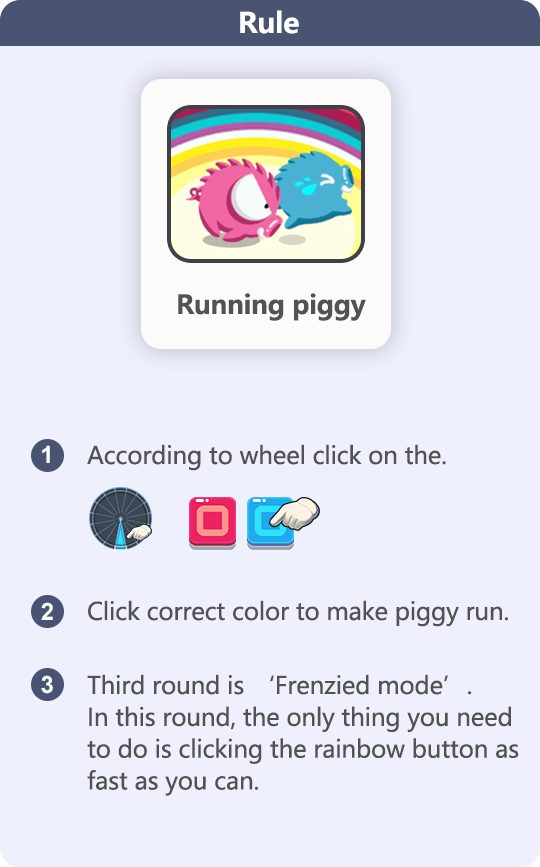 Rule
Running piggy
1 According to wheel click on the.
2 Click correct color to make piggy run.
3 Third round is ‘Frenzied mode’ .
In this round, the only thing you need
to do is clicking the rainbow button as
fast as you can.